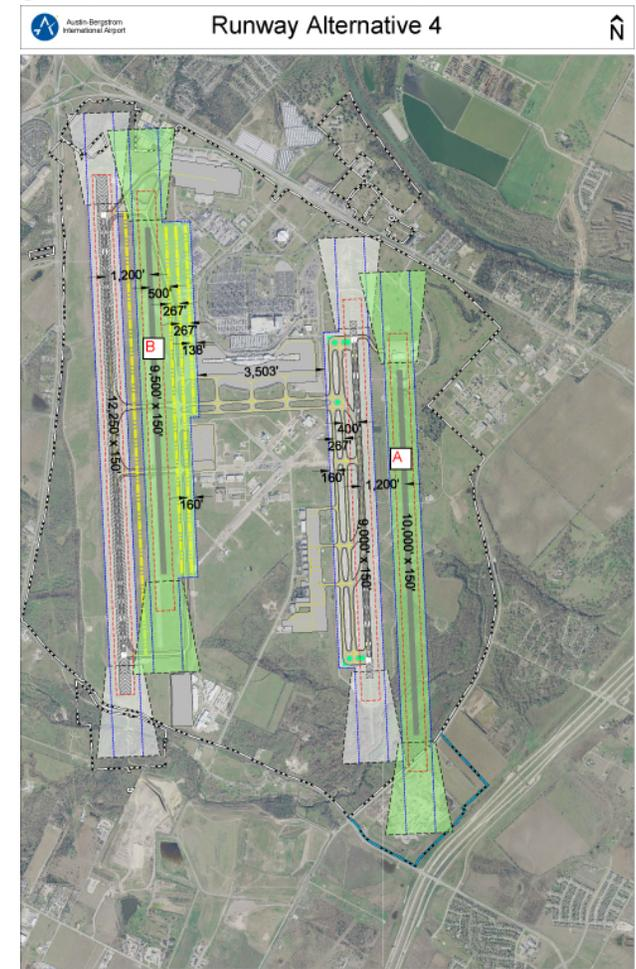 Austin-Bergstrom
International Airport
Runway Alternative 4
N
1,200'
500'
267'
267'
138'
B
9,500' x 150'
12,250' x 150'
3,503'
400'
267'
160'
A
1,200'
160'
9,000' x 150'
10,000' x 150'